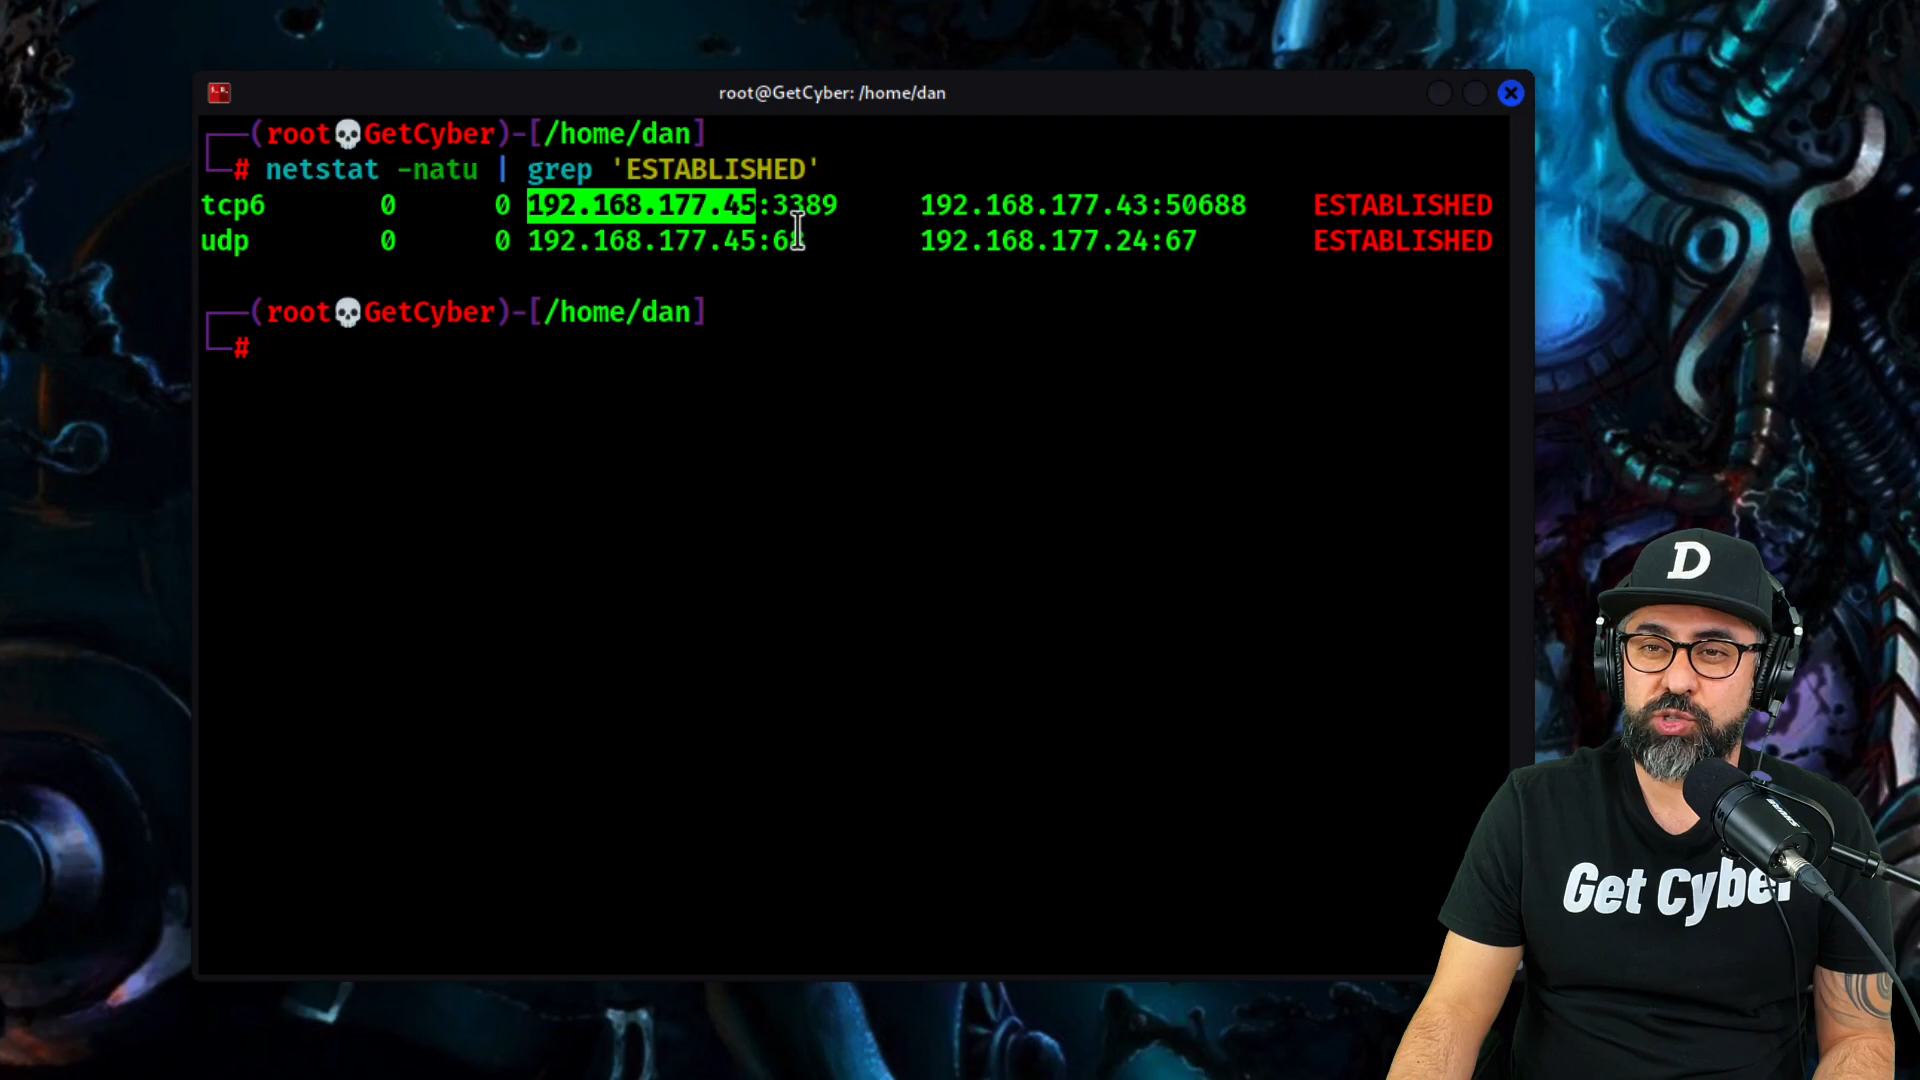 root@GetCyber: /home/dan
┌──(root💀GetCyber)-[/home/dan]
└─# netstat -natu | grep 'ESTABLISHED'
tcp6 0 0 192.168.177.45:3389 192.168.177.43:50688 ESTABLISHED
udp 0 0 192.168.177.45:68 192.168.177.24:67 ESTABLISHED
┌──(root💀GetCyber)-[/home/dan]
└─#
D
Get Cyber